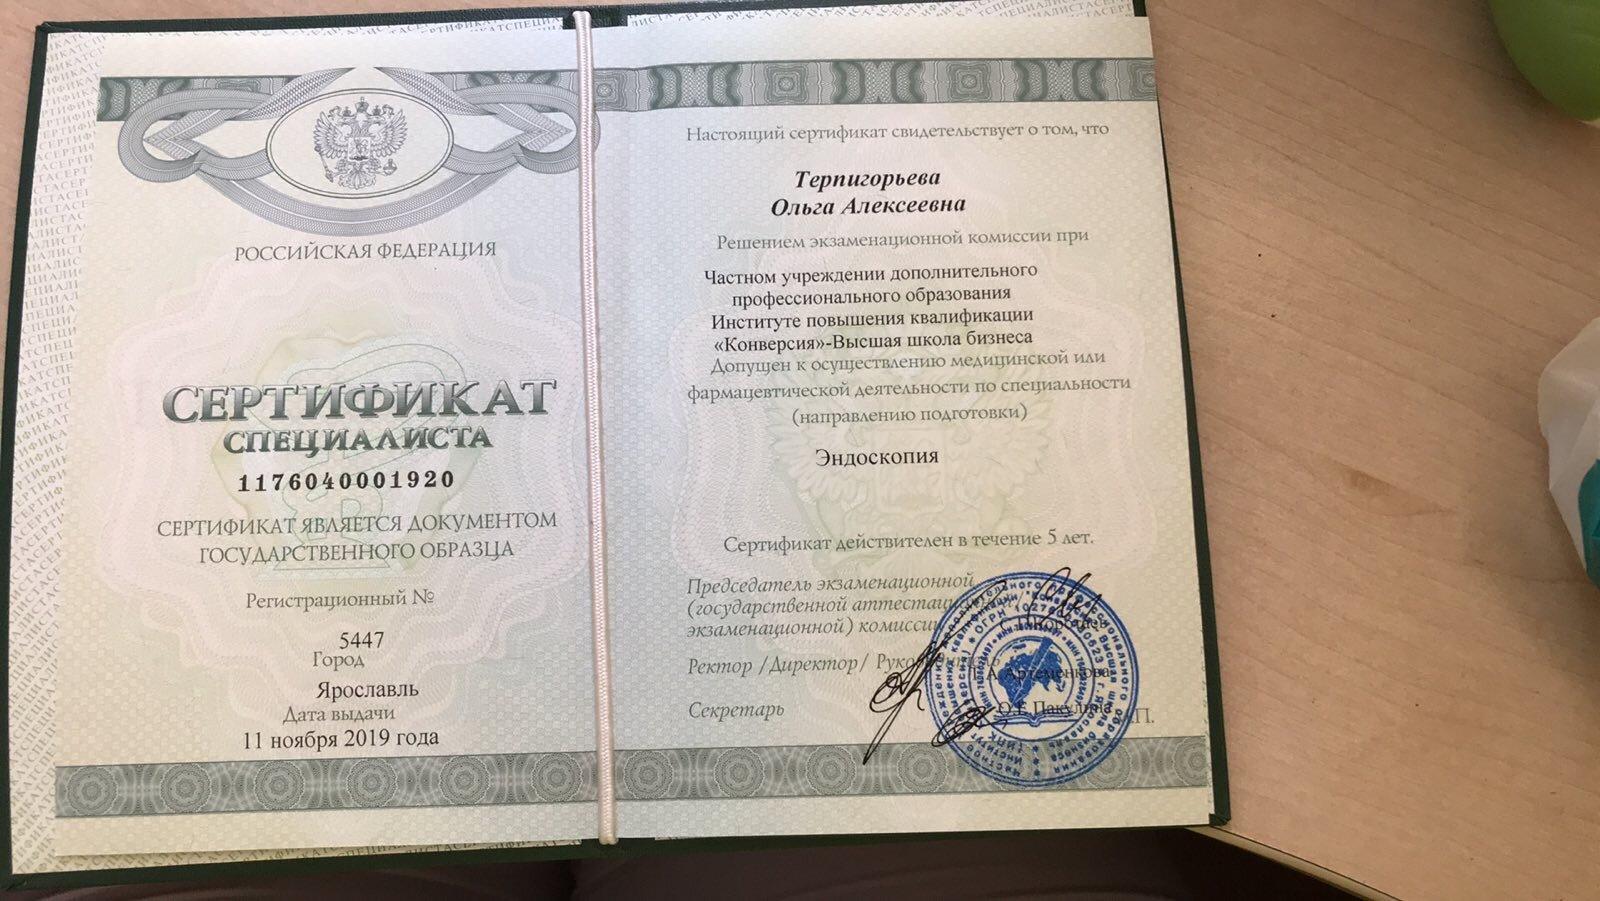 РОССИЙСКАЯ ФЕДЕРАЦИЯ
СЕРТИФИКАТ
СПЕЦИАЛИСТА
1176040001920
СЕРТИФИКАТ ЯВЛЯЕТСЯ ДОКУМЕНТОМ
ГОСУДАРСТВЕННОГО ОБРАЗЦА
Регистрационный №
5447
Город
Ярославль
Дата выдачи
11 ноября 2019 года
Настоящий сертификат свидетельствует о том, что
Терпигорьева
Ольга Алексеевна
Решением экзаменационной комиссии при
Частном учреждении дополнительного
профессионального образования
Институте повышения квалификации
«Конверсия»-Высшая школа бизнеса
Допущен к осуществлению медицинской или
фармацевтической деятельности по специальности
(направлению подготовки)
Эндоскопия
Сертификат действителен в течение 5 лет.
Председатель экзаменационной
(государственной
экзаменационной) комиссии
Ректор /Директор/
Артеменкова
Секретарь
О.Е. Пакулина